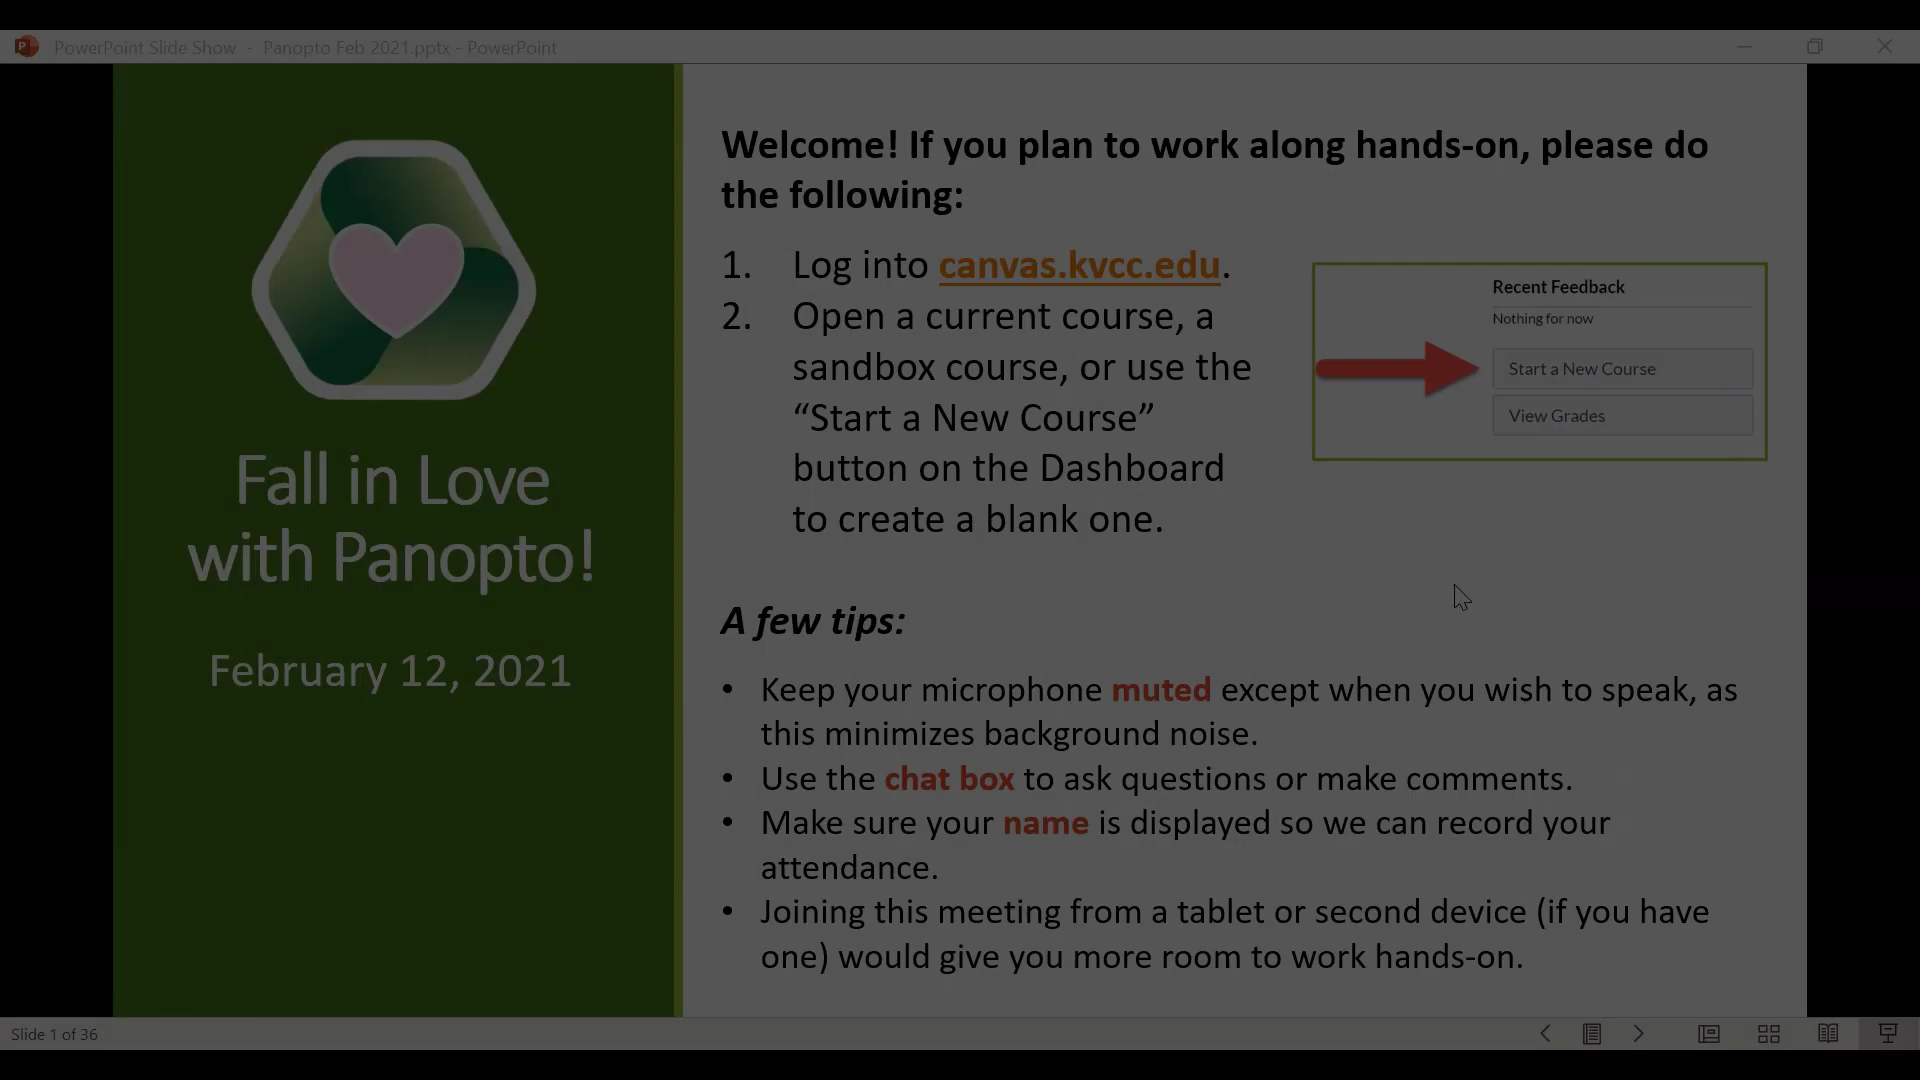 PowerPoint Slide Show - Panopto Feb 2021.pptx - PowerPoint
Fall in Love
with Panopto!
February 12, 2021
Welcome! If you plan to work along hands-on, please do
the following:
1. Log into canvas.kvcc.edu.
2. Open a current course, a
sandbox course, or use the
“Start a New Course”
button on the Dashboard
to create a blank one.
Recent Feedback
Nothing for now
Start a New Course
View Grades
A few tips:
• Keep your microphone muted except when you wish to speak, as
this minimizes background noise.
• Use the chat box to ask questions or make comments.
• Make sure your name is displayed so we can record your
attendance.
• Joining this meeting from a tablet or second device (if you have
one) would give you more room to work hands-on.
Slide 1 of 36